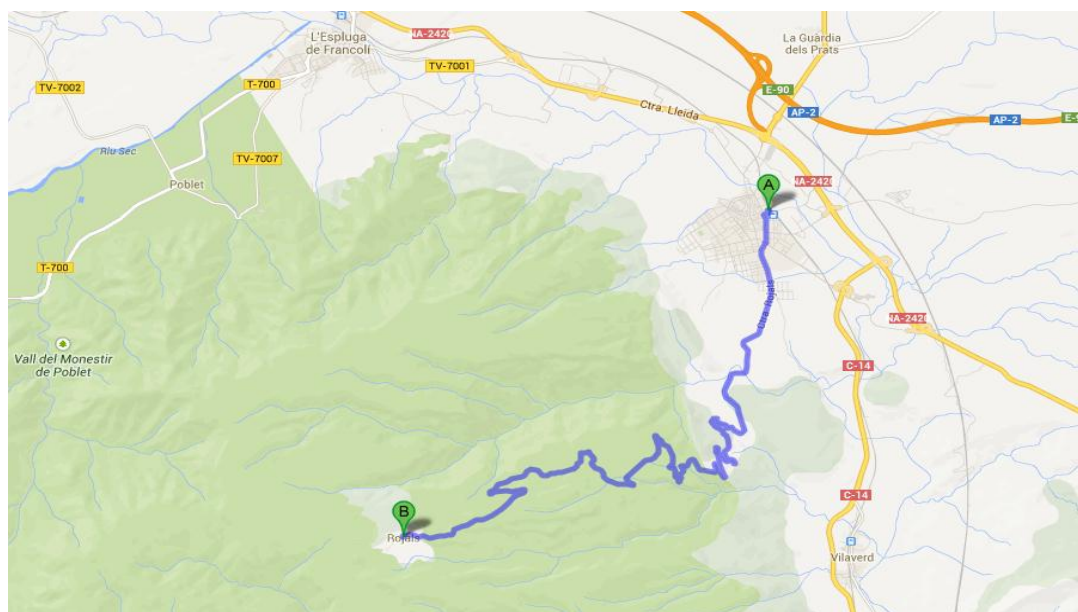 L'Espluga
de Francolí
NA-2420
La Guàrdia
dels Prats
TV-7001
TV-7002
T-700
E-90
Ctra. Lleida
AP-2
AP-2
Riu Sec
TV-7007
Poblet
A
NA-2420
T-700
Ctra. Rojals
NA-2420
Vall del Monestir
de Poblet
C-14
C-14
B
Rojals
Vilaverd